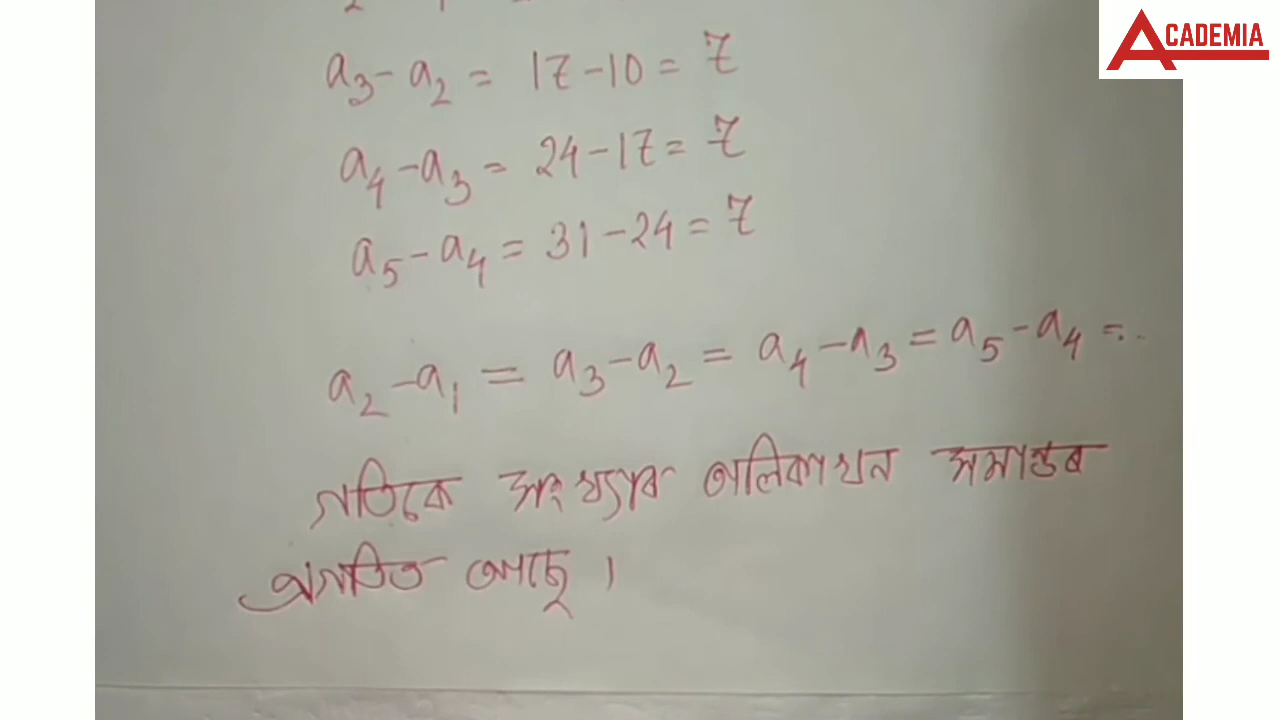 ACADEMIA
a₃ - a₂ = 17 - 10 = 7
a₄ - a₃ = 24 - 17 = 7
a₅ - a₄ = 31 - 24 = 7
a₂ - a₁ = a₃ - a₂ = a₄ - a₃ = a₅ - a₄ = ...
গতিকে সংখ্যাৰ তালিকাখন সমান্তৰ
প্ৰগতিত আছে।